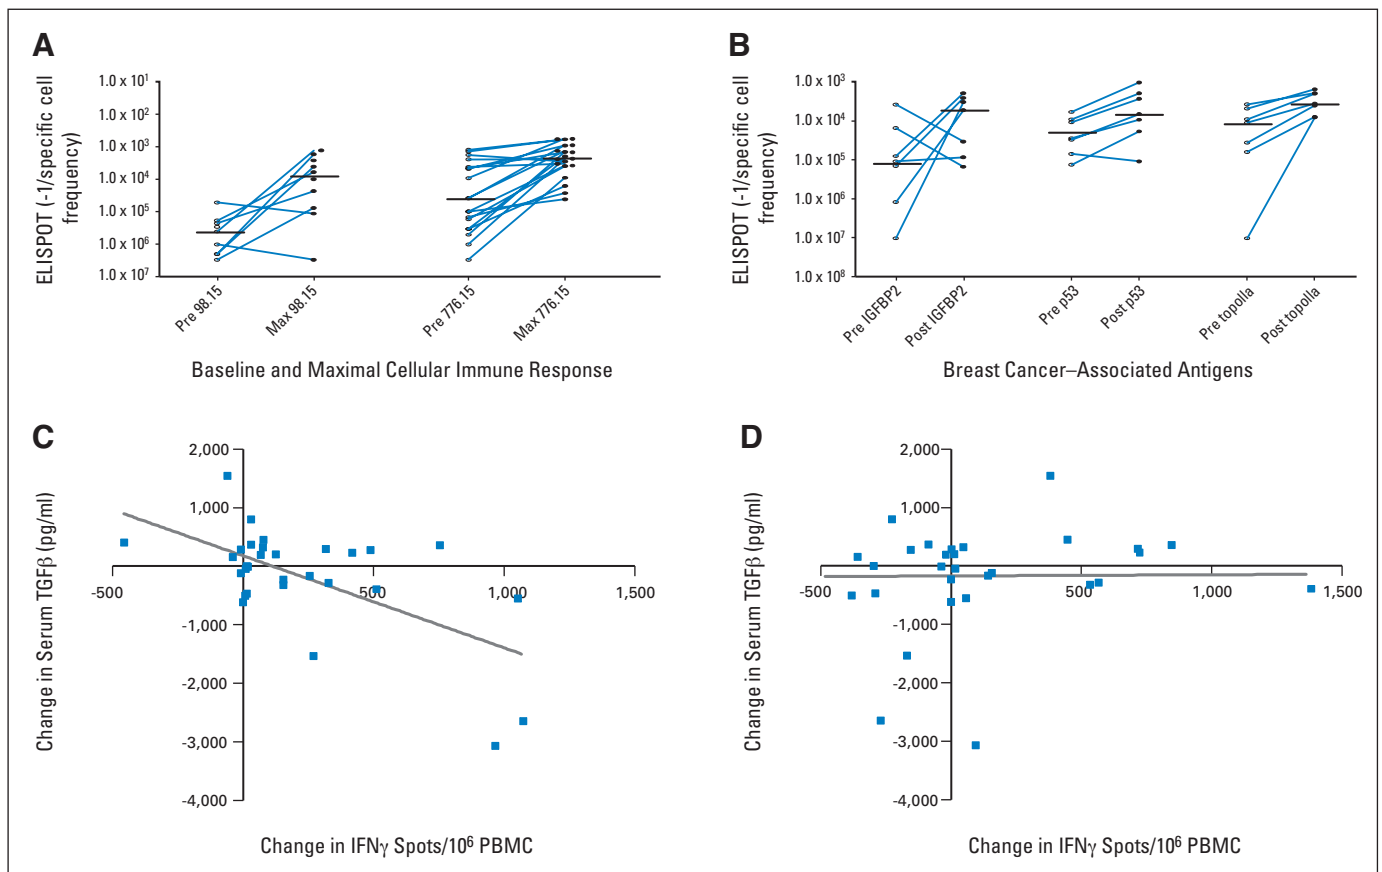 A
ELISPOT (-1/specific cell
frequency)
1.0 x 10¹
1.0 x 10²
1.0 x 10³
1.0 x 10⁴
1.0 x 10⁵
1.0 x 10⁶
1.0 x 10⁷
Pre 98.15
Max 98.15
Pre 776.15
Max 776.15
Baseline and Maximal Cellular Immune Response
B
ELISPOT (-1/specific cell
frequency)
1.0 x 10³
1.0 x 10⁴
1.0 x 10⁵
1.0 x 10⁶
1.0 x 10⁷
1.0 x 10⁸
Pre IGFBP2
Post IGFBP2
Pre p53
Post p53
Pre topolla
Post topolla
Breast Cancer–Associated Antigens
C
Change in Serum TGFβ (pg/ml)
2,000
1,000
-500
500
1,000
1,500
-1,000
-2,000
-3,000
-4,000
Change in IFNγ Spots/10⁶ PBMC
D
Change in Serum TGFβ (pg/ml)
2,000
1,000
-500
500
1,000
1,500
-1,000
-2,000
-3,000
-4,000
Change in IFNγ Spots/10⁶ PBMC